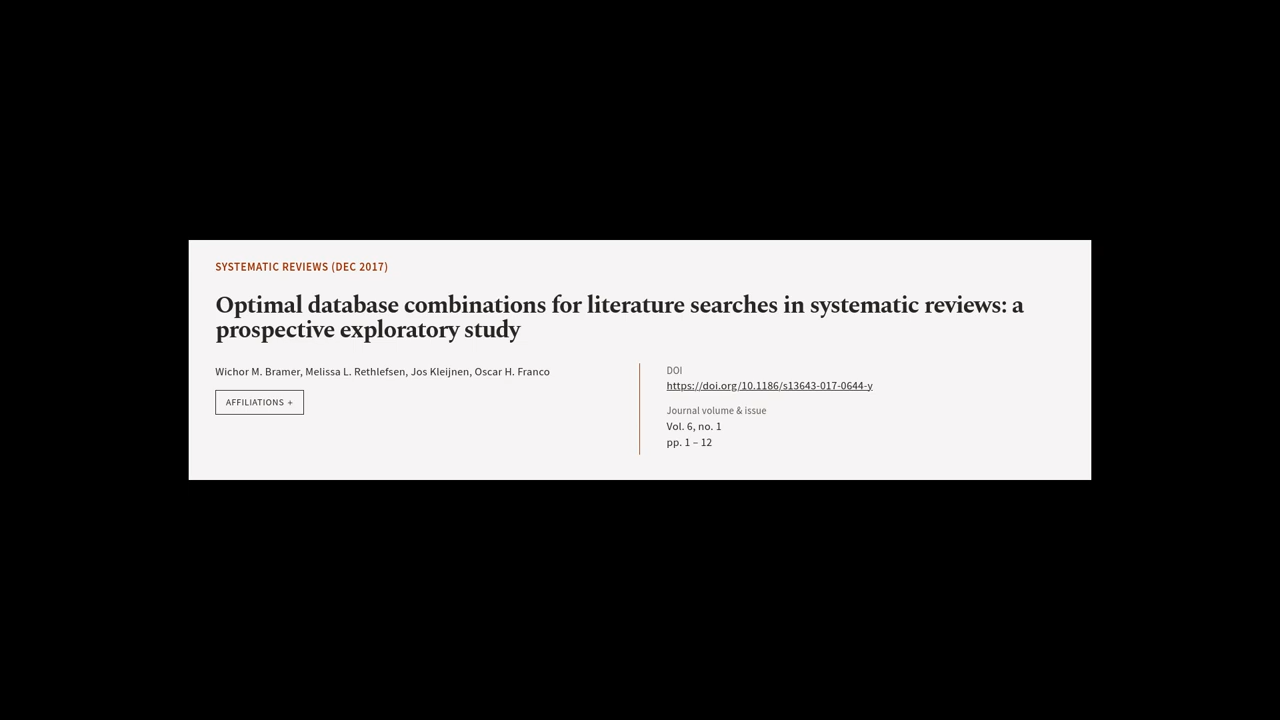 SYSTEMATIC REVIEWS (DEC 2017)
Optimal database combinations for literature searches in systematic reviews: a
prospective exploratory study
Wichor M. Bramer, Melissa L. Rethlefsen, Jos Kleijnen, Oscar H. Franco
AFFILIATIONS +
DOI
https://doi.org/10.1186/s13643-017-0644-y
Journal volume & issue
Vol. 6, no. 1
pp. 1 – 12